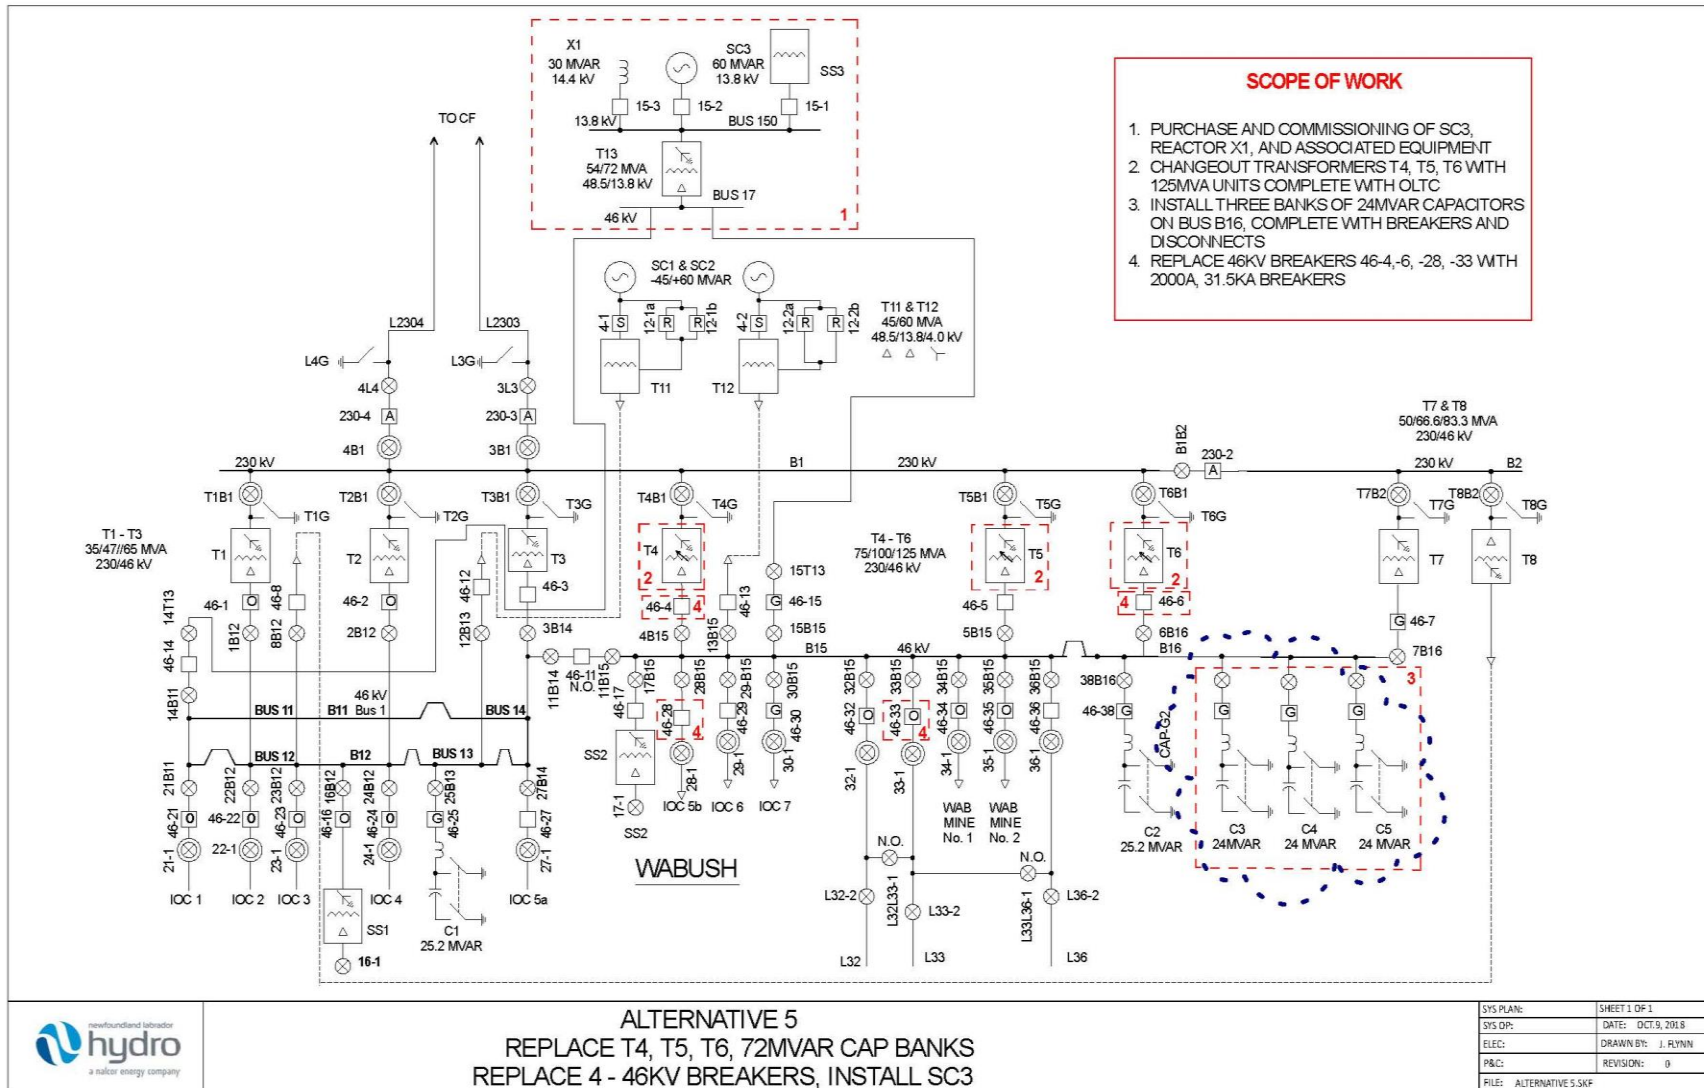 X1
30 MVAR
14.4 kV
SC3
60 MVAR
13.8 kV
SS3
15-3
15-2
15-1
13.8 kV
BUS 150
T13
54/72 MVA
48.5/13.8 kV
BUS 17
46 kV
1
SCOPE OF WORK
1. PURCHASE AND COMMISSIONING OF SC3,
REACTOR X1, AND ASSOCIATED EQUIPMENT
2. CHANGEOUT TRANSFORMERS T4, T5, T6 WITH
125MVA UNITS COMPLETE WITH OLTC
3. INSTALL THREE BANKS OF 24MVAR CAPACITORS
ON BUS B16, COMPLETE WITH BREAKERS AND
DISCONNECTS
4. REPLACE 46KV BREAKERS 46-4,-6, -28, -33 WITH
2000A, 31.5KA BREAKERS
TO CF
SC1 & SC2
-45/+60 MVAR
4-1
S
12-1a
R
R
12-1b
4-2
S
12-2a
R
R
12-2b
T11 & T12
45/60 MVA
48.5/13.8/4.0 kV
L2304
L2303
L4G
L3G
T11
T12
4L4
3L3
230-4
A
230-3
A
4B1
3B1
T7 & T8
50/66.6/83.3 MVA
230/46 kV
B1B2
230-2
A
230 kV
B1
230 kV
230 kV
B2
T1B1
T2B1
T3B1
T4B1
T5B1
T6B1
T7B2
T8B2
T1G
T2G
T3G
T4G
T5G
T6G
T7G
T8G
T1 - T3
35/47//65 MVA
230/46 kV
T1
T2
T3
T4
2
T4 - T6
75/100/125 MVA
230/46 kV
T5
2
T6
2
T7
T8
46-1
O
46-8
46-2
O
46-12
46-3
46-4
4
46-13
15T13
G
46-15
46-5
4
46-6
G
46-7
14T13
46-14
14B11
1B12
8B12
2B12
12B13
3B14
4B15
13B15
15B15
5B15
6B16
7B16
B15
46 kV
B16
11B14
46-11
N.O.
11B15
46 kV
Bus 1
BUS 11
B11
BUS 14
BUS 12
B12
BUS 13
17B15
46-17
SS2
17-1
SS2
28B15
46-28
4
28-1
IOC 5b
29-B15
46-29
29-1
IOC 6
30B15
G
46-30
30-1
IOC 7
32B15
46-32
O
32-1
33B15
46-33
O
4
33-1
34B15
46-34
O
34-1
WAB
MINE
No. 1
35B15
46-35
O
35-1
WAB
MINE
No. 2
36B15
46-36
36-1
38B16
46-38
G
CAP-G2
C2
25.2 MVAR
3
G
G
G
C3
24MVAR
C4
24 MVAR
C5
24 MVAR
21B11
46-21
O
21-1
IOC 1
22B12
46-22
O
22-1
IOC 2
23B12
46-23
O
23-1
IOC 3
16B12
46-16
O
SS1
16-1
24B12
46-24
O
24-1
IOC 4
25B13
46-25
G
C1
25.2 MVAR
27B14
46-27
27-1
IOC 5a
WABUSH
N.O.
L32L33-1
N.O.
L33L36-1
L32-2
L33-2
L36-2
L32
L33
L36
newfoundland labrador
hydro
a nalcor energy company
ALTERNATIVE 5
REPLACE T4, T5, T6, 72MVAR CAP BANKS
REPLACE 4 - 46KV BREAKERS, INSTALL SC3
SYS PLAN:
SHEET 1 OF 1
SYS OP:
DATE: OCT.9, 2018
ELEC:
DRAWN BY: J. FLYNN
P&C:
REVISION: 0
FILE: ALTERNATIVE 5.SKF